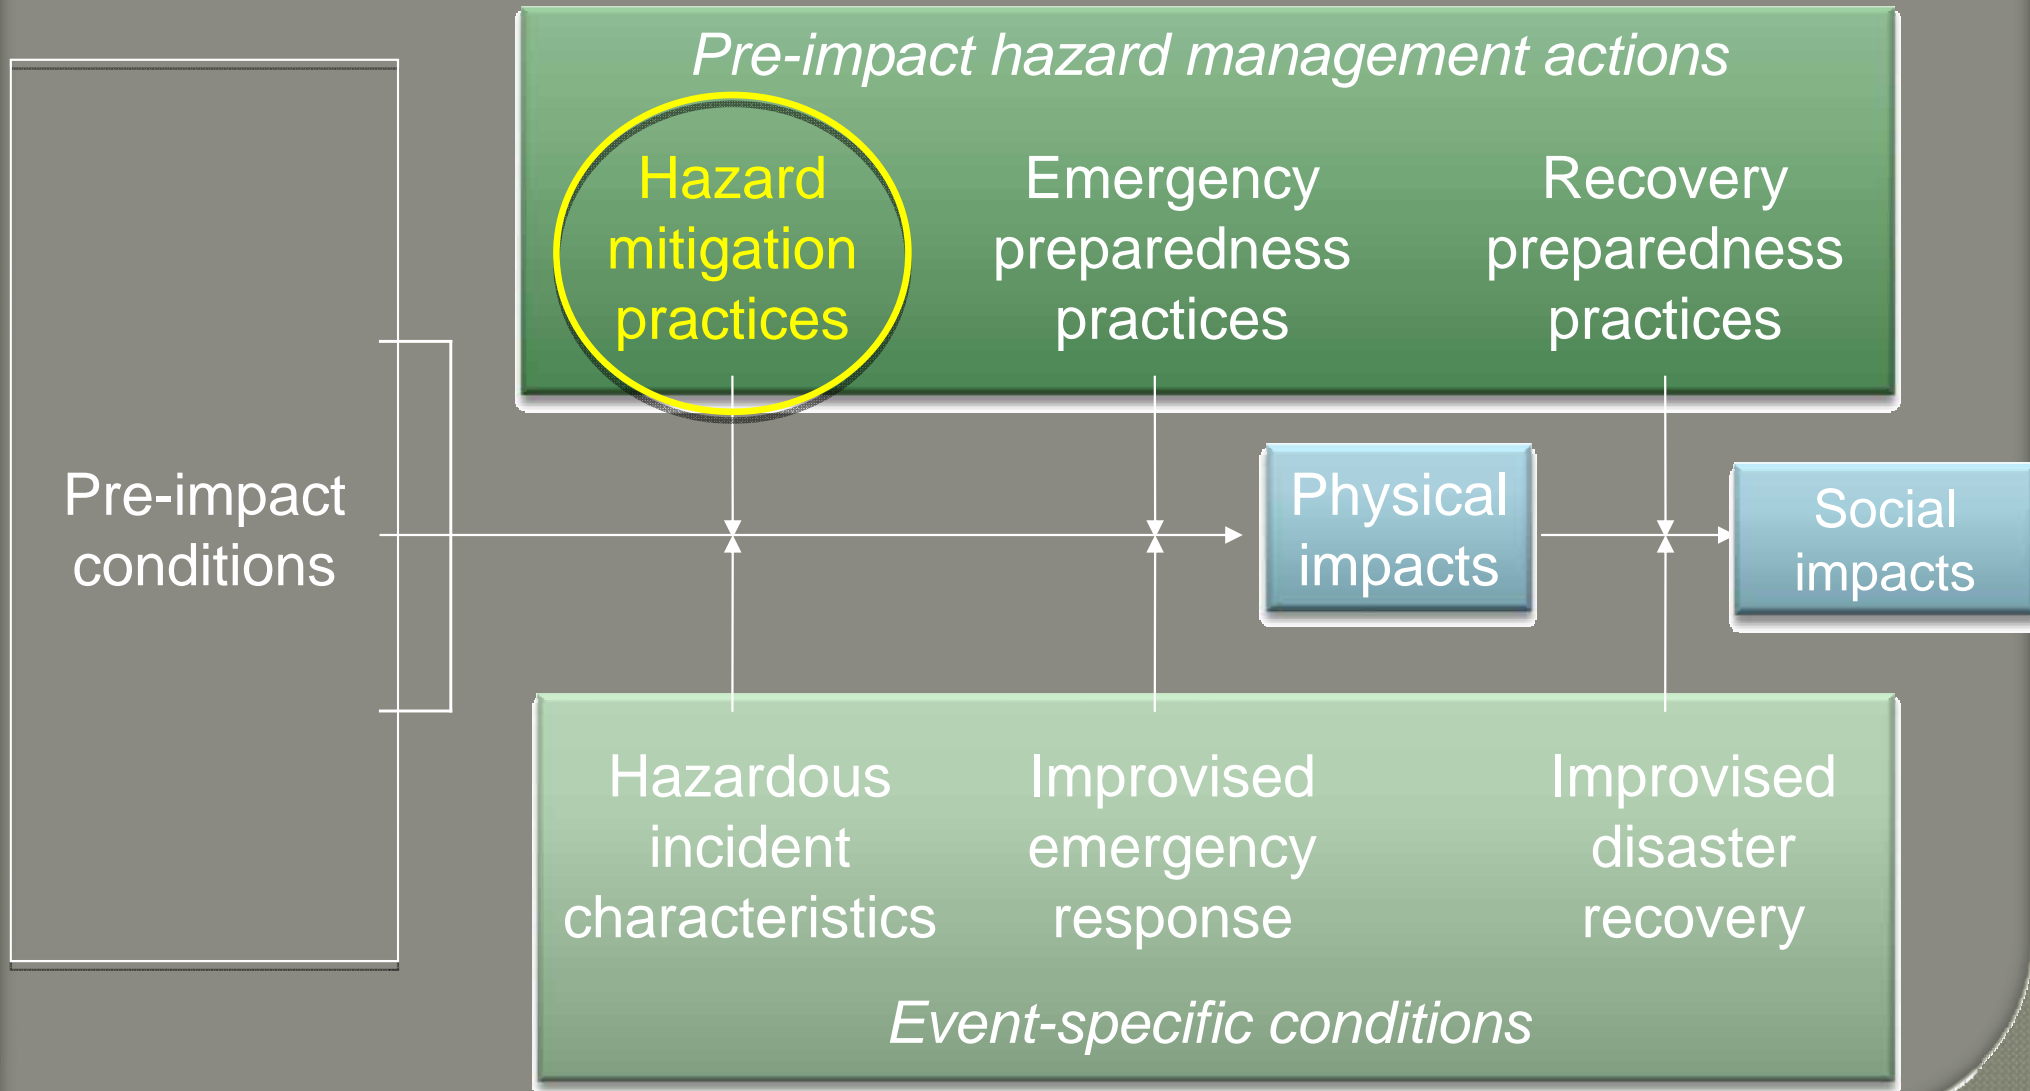 Pre-impact hazard management actions
Hazard
mitigation
practices
Emergency
preparedness
practices
Recovery
preparedness
practices
Pre-impact
conditions
Physical
impacts
Social
impacts
Hazardous
incident
characteristics
Improvised
emergency
response
Improvised
disaster
recovery
Event-specific conditions